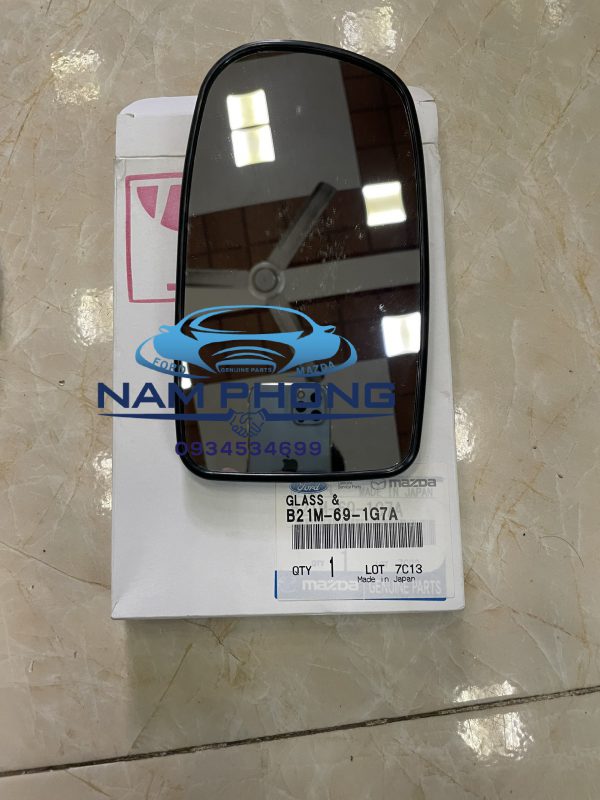 FORD
GENUINE PARTS
MAZDA
NAM PHONG
0934534699
Ford
mazda
MADE IN JAPAN
GLASS &
B21M-69-1G7A
QTY 1 LOT 7C13
Made in Japan
mazda GENUINE PARTS